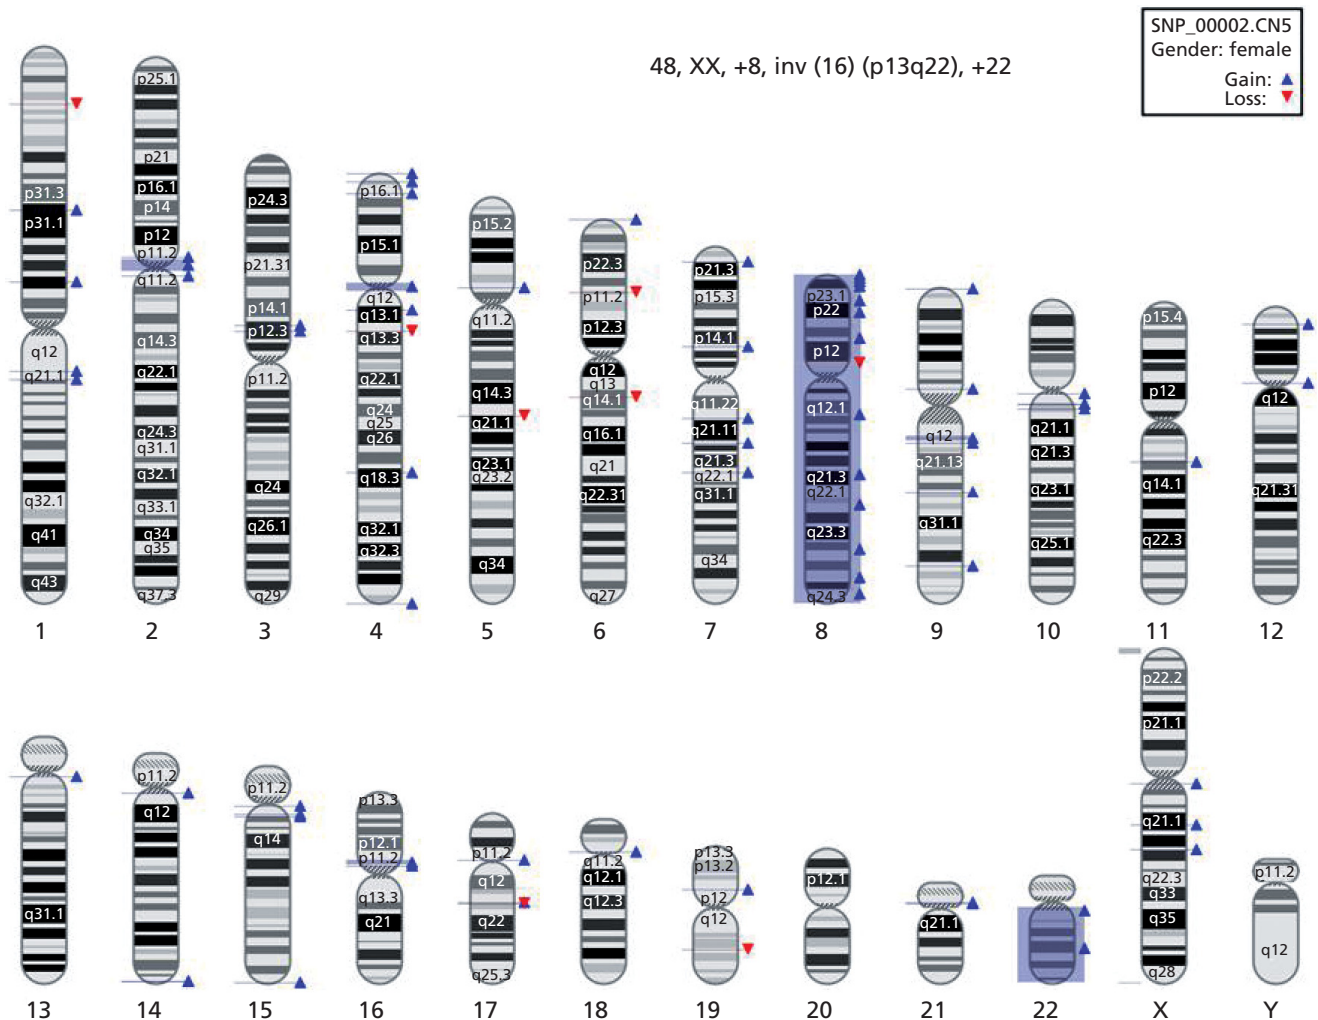 SNP_00002.CN5
Gender: female
Gain:
Loss:
48, XX, +8, inv (16) (p13q22), +22
p31.3
p31.1
q12
q21.1
q32.1
q41
q43
1
p25.1
p21
p16.1
p14
p12
p11.2
q11.2
q14.3
q22.1
q24.3
q31.1
q32.1
q33.1
q34
q35
q37.3
2
p24.3
p21.31
p14.1
p12.3
p11.2
q24
q26.1
q29
3
p16.1
p15.1
q12
q13.1
q13.3
q22.1
q24
q25
q26
q18.3
q32.1
q32.3
4
p15.2
q11.2
q14.3
q21.1
q23.1
q23.2
q34
5
p22.3
p11.2
p12.3
q12
q13
q14.1
q16.1
q21
q22.31
q27
6
p21.3
p15.3
p14.1
q11.22
q21.11
q21.3
q22.1
q31.1
q34
7
p23.1
p22
p12
q12.1
q21.3
q22.1
q23.3
q24.3
8
q12
q21.13
q31.1
9
q21.1
q21.3
q23.1
q25.1
10
p15.4
p12
q14.1
q22.3
11
q12
q21.31
12
q31.1
13
p11.2
q12
14
p11.2
q14
15
p13.3
p12.1
p11.2
q13.3
q21
16
p11.2
q12
q22
q25.3
17
q11.2
q12.1
q12.3
18
p13.3
p13.2
p12
q12
19
p12.1
20
q21.1
21
22
p22.2
p21.1
q21.1
q22.3
q33
q35
q28
X
p11.2
q12
Y